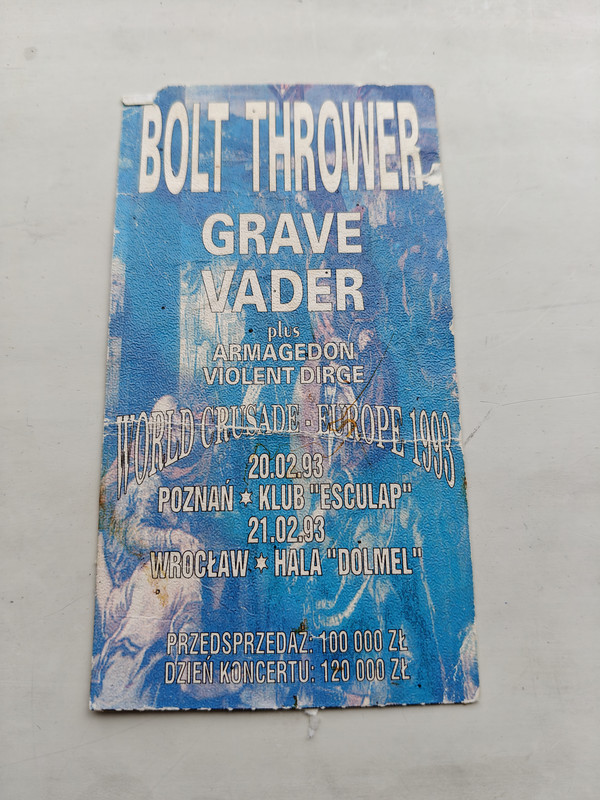 BOLT THROWER
GRAVE
VADER
plus
ARMAGEDON
VIOLENT DIRGE
WORLD CRUSADE - EUROPE 1993
20.02.93
POZNAŃ ✶ KLUB "ESCULAP"
21.02.93
WROCŁAW ✶ HALA "DOLMEL"
PRZEDSPRZEDAŻ: 100 000 ZŁ
DZIEŃ KONCERTU: 120 000 ZŁ